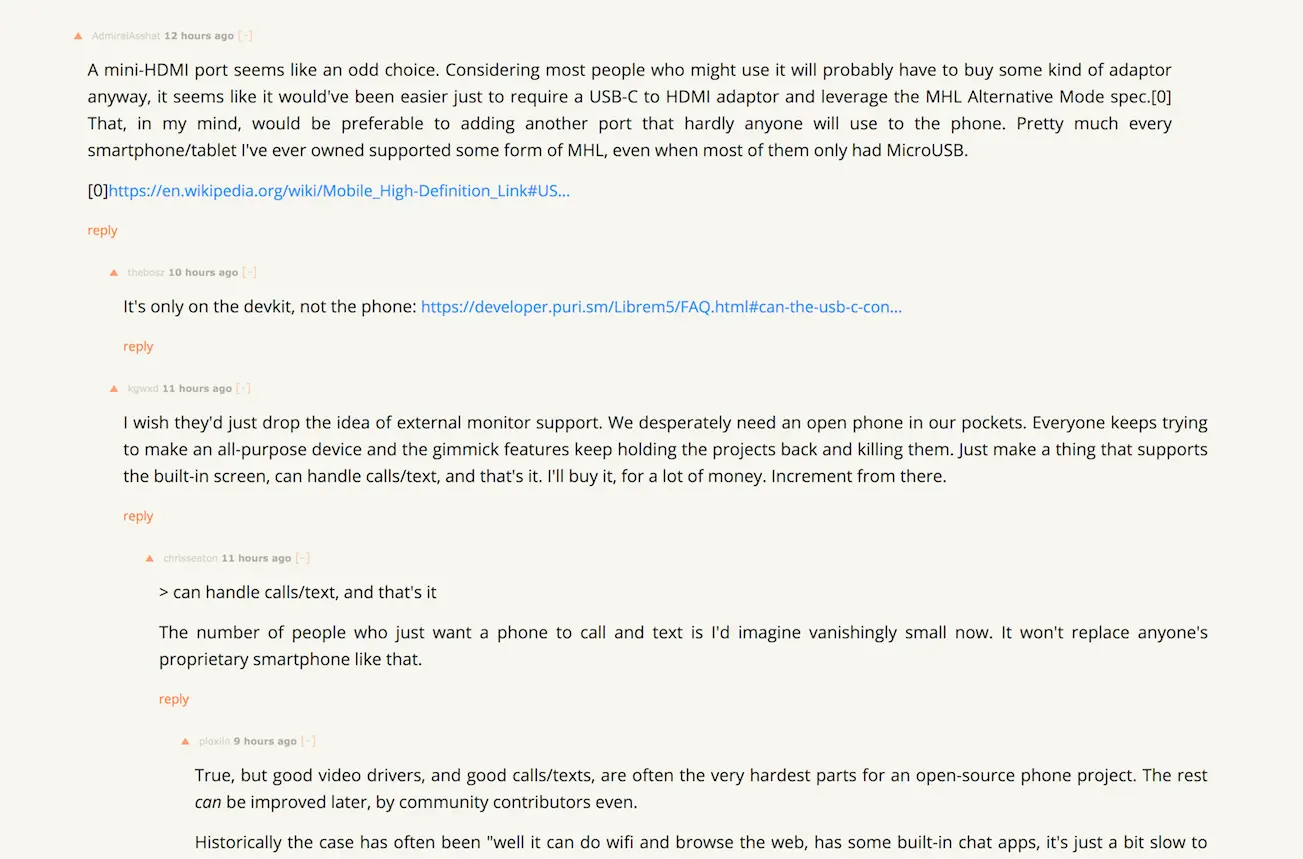 AdmiralAsshat 12 hours ago [-]
A mini-HDMI port seems like an odd choice. Considering most people who might use it will probably have to buy some kind of adaptor
anyway, it seems like it would've been easier just to require a USB-C to HDMI adaptor and leverage the MHL Alternative Mode spec.[0]
That, in my mind, would be preferable to adding another port that hardly anyone will use to the phone. Pretty much every
smartphone/tablet I've ever owned supported some form of MHL, even when most of them only had MicroUSB.
[0]https://en.wikipedia.org/wiki/Mobile_High-Definition_Link#US...
reply
thebosz 10 hours ago [-]
It's only on the devkit, not the phone: https://developer.puri.sm/Librem5/FAQ.html#can-the-usb-c-con...
reply
kgwxd 11 hours ago [-]
I wish they'd just drop the idea of external monitor support. We desperately need an open phone in our pockets. Everyone keeps trying
to make an all-purpose device and the gimmick features keep holding the projects back and killing them. Just make a thing that supports
the built-in screen, can handle calls/text, and that's it. I'll buy it, for a lot of money. Increment from there.
reply
chrisseaton 11 hours ago [-]
> can handle calls/text, and that's it
The number of people who just want a phone to call and text is I'd imagine vanishingly small now. It won't replace anyone's
proprietary smartphone like that.
reply
ploxiln 9 hours ago [-]
True, but good video drivers, and good calls/texts, are often the very hardest parts for an open-source phone project. The rest
can be improved later, by community contributors even.
Historically the case has often been "well it can do wifi and browse the web, has some built-in chat apps, it's just a bit slow to